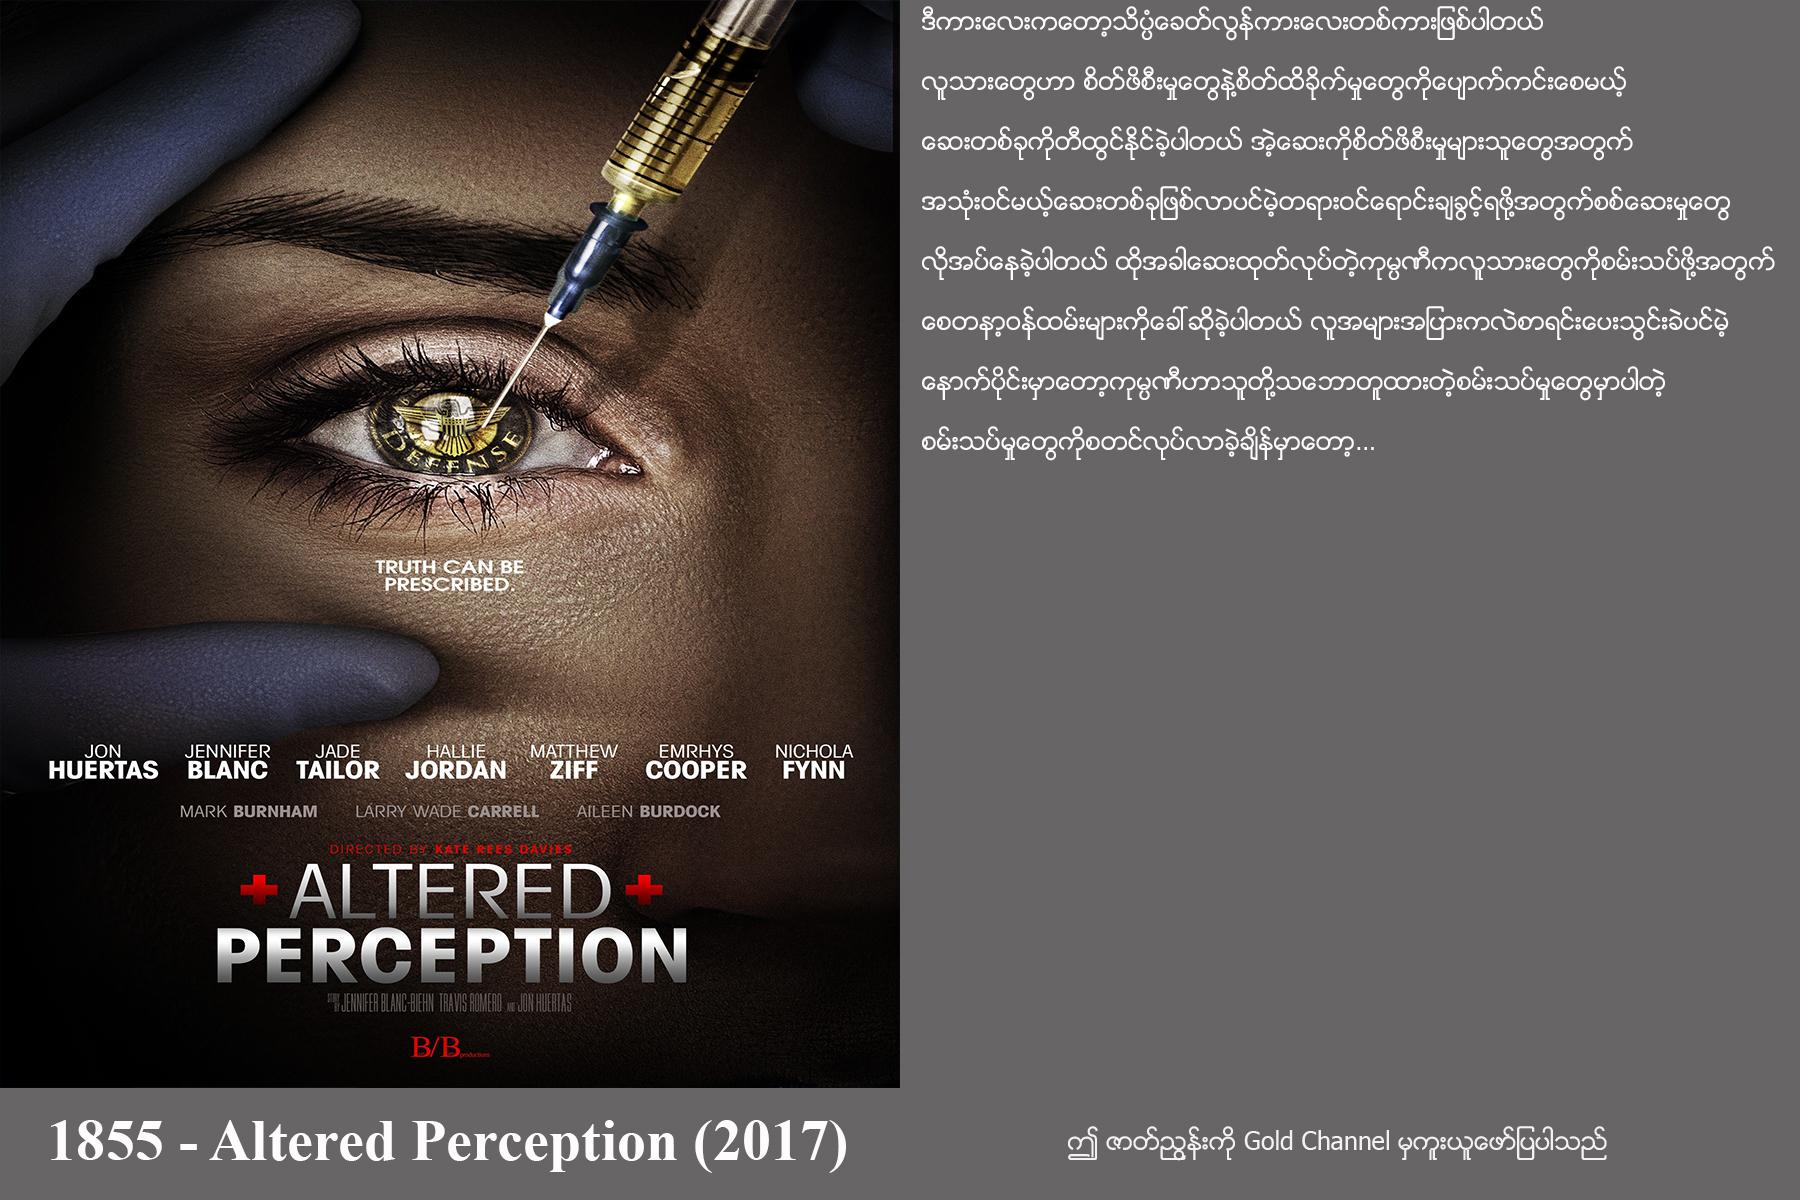 ဒီကားလေးကတော့သိပ္ပံခေတ်လွန်ကားလေးတစ်ကားဖြစ်ပါတယ်
လူသားတွေဟာ စိတ်ဖိစီးမှုတွေနဲ့စိတ်ထိခိုက်မှုတွေကိုပျောက်ကင်းစေမယ့်
ဆေးတစ်ခုကိုတီထွင်နိုင်ခဲ့ပါတယ် အဲ့ဆေးကိုစိတ်ဖိစီးမှုများသူတွေအတွက်
အသုံးဝင်မယ့်ဆေးတစ်ခုဖြစ်လာပင်မဲ့တရားဝင်ရောင်းချခွင့်ရဖို့အတွက်စစ်ဆေးမှုတွေ
လိုအပ်နေခဲ့ပါတယ် ထိုအခါဆေးထုတ်လုပ်တဲ့ကုမ္ပဏီကလူသားတွေကိုစမ်းသပ်ဖို့အတွက်
စေတနာ့ဝန်ထမ်းများကိုခေါ်ဆိုခဲ့ပါတယ် လူအများအပြားကလဲစာရင်းပေးသွင်းခဲပင်မဲ့
နောက်ပိုင်းမှာတော့ကုမ္ပဏီဟာသူတို့သဘောတူထားတဲ့စမ်းသပ်မှုတွေမှာပါတဲ့
စမ်းသပ်မှုတွေကိုစတင်လုပ်လာခဲ့ချိန်မှာတော့...
DEFENSE
TRUTH CAN BE
PRESCRIBED.
JON HUERTAS JENNIFER BLANC JADE TAILOR HALLIE JORDAN MATTHEW ZIFF EMRHYS COOPER NICHOLA FYNN
MARK BURNHAM LARRY WADE CARRELL AILEEN BURDOCK
DIRECTED BY KATE REES DAVIES
ALTERED
PERCEPTION
STORY BY JENNIFER BLANC-BIEHN TRAVIS ROMERO AND JON HUERTAS
B/B productions
1855 - Altered Perception (2017)
ဤ ဇာတ်ညွှန်းကို Gold Channel မှကူးယူဖော်ပြပါသည်